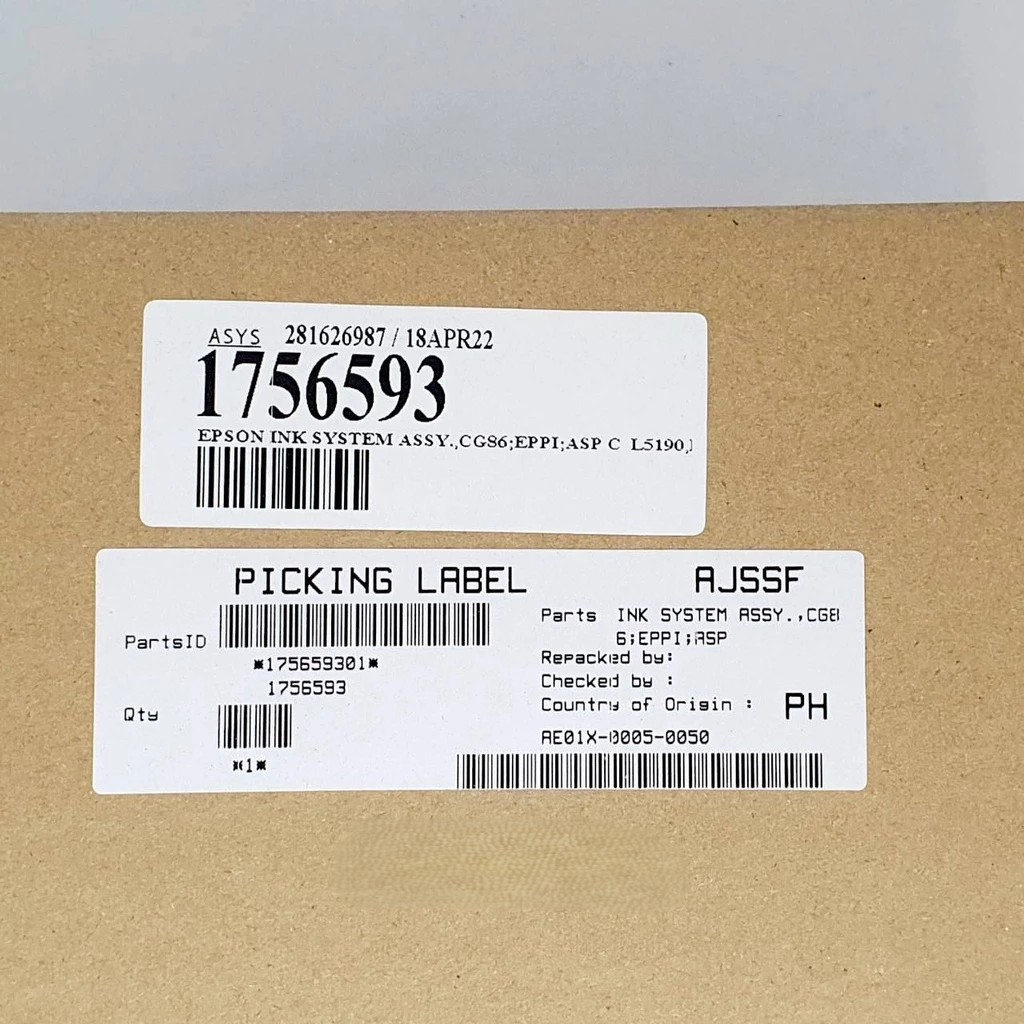 ASYS 281626987 / 18APR22
1756593
EPSON INK SYSTEM ASSY.,CG86;EPPI;ASP C L5190,
PICKING LABEL AJSSF
PartsID
*175659301*
1756593
Qty
*1*
Parts INK SYSTEM ASSY.,CG8
6;EPPI;ASP
Repacked by:
Checked by :
Country of Origin : PH
AE01X-0005-0050